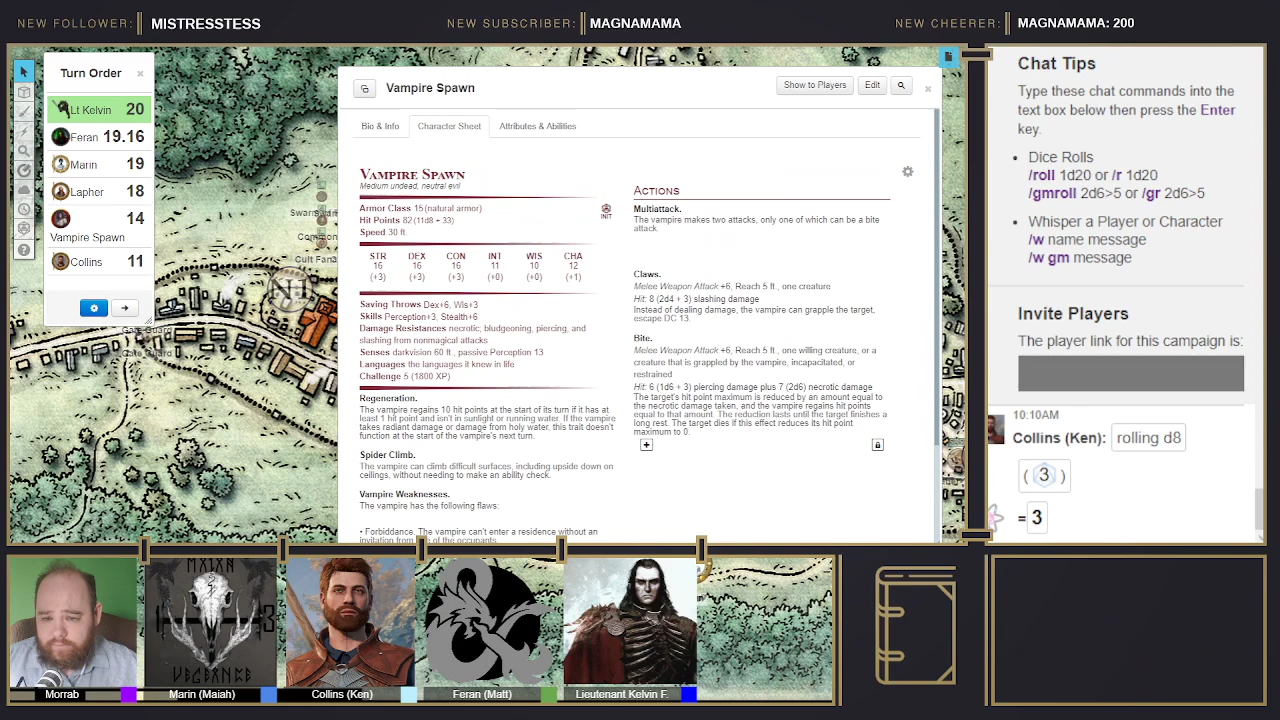 NEW FOLLOWER: MISTRESSTESS
NEW SUBSCRIBER: MAGNAMAMA
NEW CHEERER: MAGNAMAMA: 200
Turn Order
Lt Kelvin 20
Feran 19.16
Marin 19
Lapher 18
14
Vampire Spawn
Collins 11
Gate Guard
Gate Guard
Common
Vampire Spawn
Show to Players
Edit
Bio & Info
Character Sheet
Attributes & Abilities
Vampire Spawn
Medium undead, neutral evil
Armor Class 15 (natural armor)
Hit Points 82 (11d8 + 33)
Speed 30 ft.
INIT
STR DEX CON INT WIS CHA
16 16 16 11 10 12
(+3) (+3) (+3) (+0) (+0) (+1)
Saving Throws Dex+6, Wis+3
Skills Perception+3, Stealth+6
Damage Resistances necrotic; bludgeoning, piercing, and
slashing from nonmagical attacks
Senses darkvision 60 ft., passive Perception 13
Languages the languages it knew in life
Challenge 5 (1800 XP)
Regeneration.
The vampire regains 10 hit points at the start of its turn if it has at
least 1 hit point and isn't in sunlight or running water. If the vampire
takes radiant damage or damage from holy water, this trait doesn't
function at the start of the vampire's next turn.
Spider Climb.
The vampire can climb difficult surfaces, including upside down on
ceilings, without needing to make an ability check.
Vampire Weaknesses.
The vampire has the following flaws:
• Forbiddance. The vampire can't enter a residence without an
invitation from one of the occupants.
Actions
Multiattack.
The vampire makes two attacks, only one of which can be a bite
attack.
Claws.
Melee Weapon Attack +6, Reach 5 ft., one creature
Hit: 8 (2d4 + 3) slashing damage
Instead of dealing damage, the vampire can grapple the target,
escape DC 13.
Bite.
Melee Weapon Attack +6, Reach 5 ft., one willing creature, or a
creature that is grappled by the vampire, incapacitated, or
restrained
Hit: 6 (1d6 + 3) piercing damage plus 7 (2d6) necrotic damage
The target's hit point maximum is reduced by an amount equal to
the necrotic damage taken, and the vampire regains hit points
equal to that amount. The reduction lasts until the target finishes a
long rest. The target dies if this effect reduces its hit point
maximum to 0.
Chat Tips
Type these chat commands into the
text box below then press the Enter
key.
• Dice Rolls
/roll 1d20 or /r 1d20
/gmroll 2d6>5 or /gr 2d6>5
• Whisper a Player or Character
/w name message
/w gm message
Invite Players
The player link for this campaign is:
10:10AM
Collins (Ken): rolling d8
( 3 )
= 3
Morrab
Marin (Maiah)
Collins (Ken)
Feran (Matt)
Lieutenant Kelvin F.